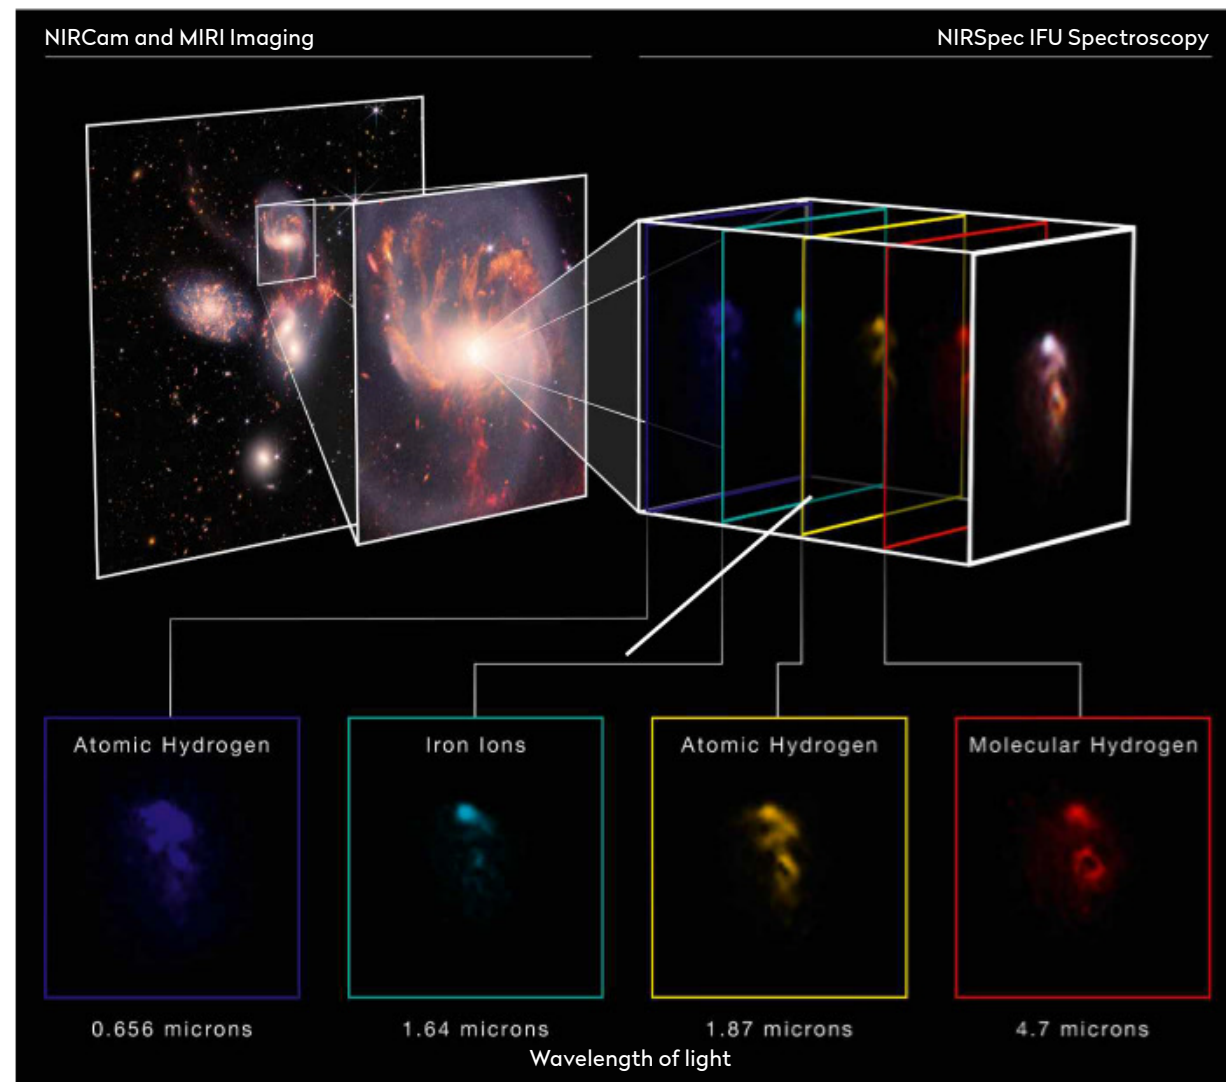 NIRCam and MIRI Imaging
NIRSpec IFU Spectroscopy
Atomic Hydrogen
Iron Ions
Atomic Hydrogen
Molecular Hydrogen
0.656 microns
1.64 microns
1.87 microns
4.7 microns
Wavelength of light